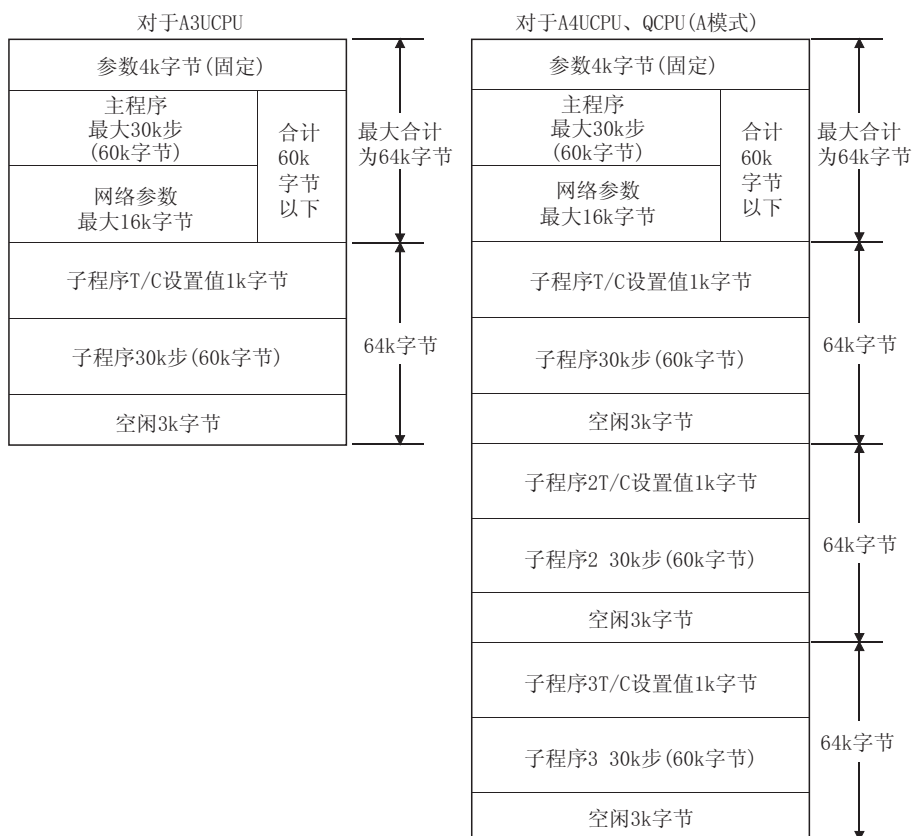 对于A3UCPU
参数4k字节(固定)
主程序
最大30k步
(60k字节)
网络参数
最大16k字节
合计
60k
字节
以下
最大合计
为64k字节
子程序T/C设置值1k字节
子程序30k步(60k字节)
空闲3k字节
64k字节
对于A4UCPU、QCPU(A模式)
参数4k字节(固定)
主程序
最大30k步
(60k字节)
网络参数
最大16k字节
合计
60k
字节
以下
最大合计
为64k字节
子程序T/C设置值1k字节
子程序30k步(60k字节)
空闲3k字节
64k字节
子程序2T/C设置值1k字节
子程序2 30k步(60k字节)
空闲3k字节
64k字节
子程序3T/C设置值1k字节
子程序3 30k步(60k字节)
空闲3k字节
64k字节